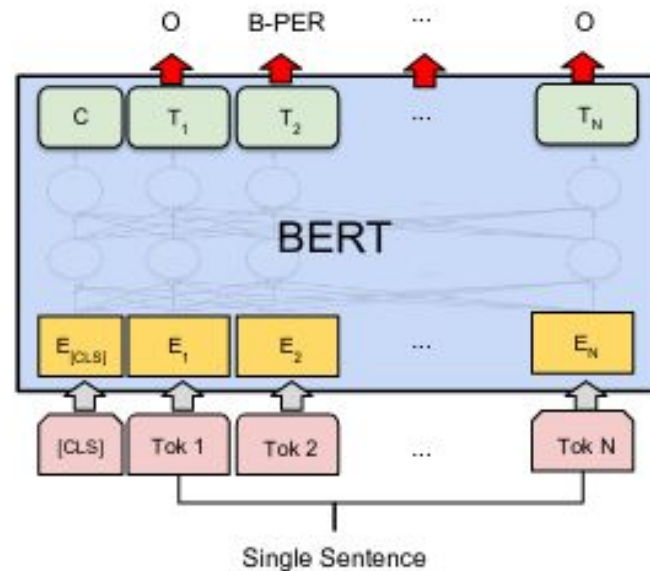 O B-PER ... O
C T1 T2 ... TN
BERT
E[CLS] E1 E2 ... EN
[CLS] Tok 1 Tok 2 ... Tok N
Single Sentence